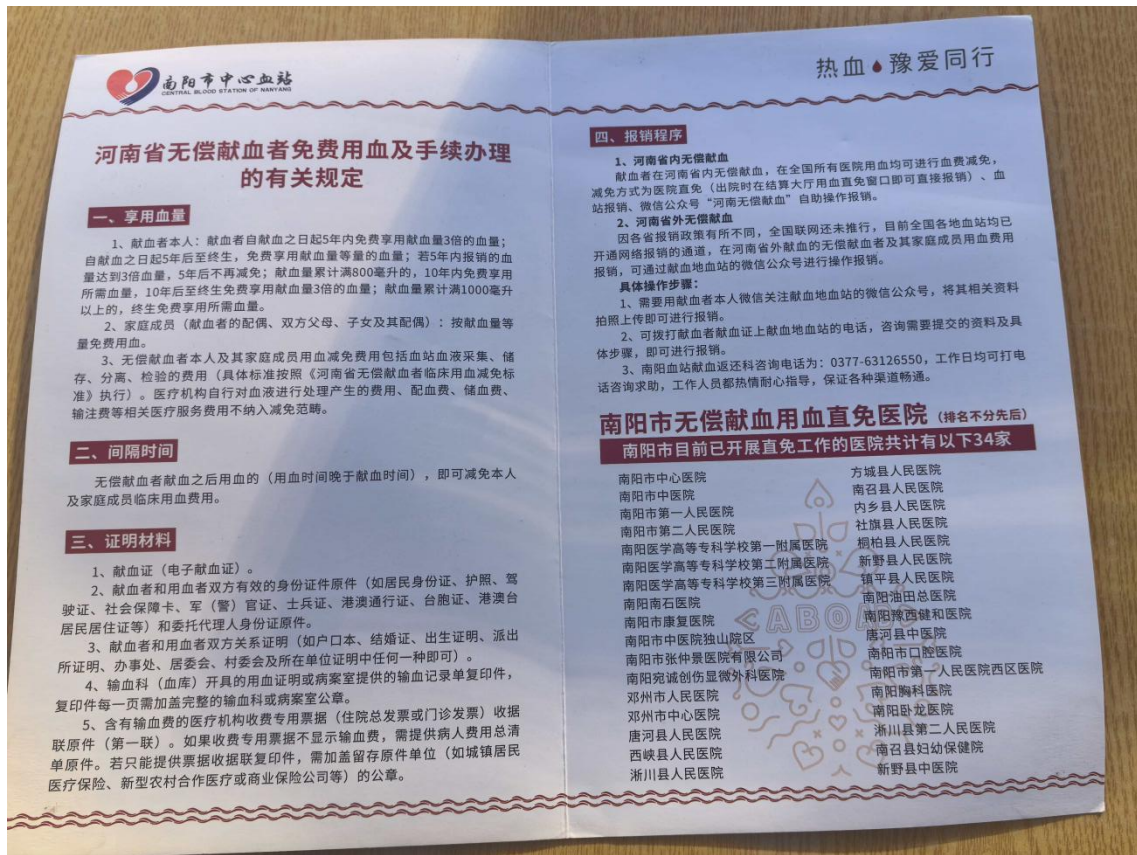 南阳市中心血站
CENTRAL BLOOD STATION OF NANYANG
河南省无偿献血者免费用血及手续办理
的有关规定
一、享用血量
1、献血者本人：献血者自献血之日起5年内免费享用献血量3倍的血量；
自献血之日起5年后至终生，免费享用献血量等量的血量；若5年内报销的血
量达到3倍血量，5年后不再减免；献血量累计满800毫升的，10年内免费享用
所需血量，10年后至终生免费享用献血量3倍的血量；献血量累计满1000毫升
以上的，终生免费享用所需血量。
2、家庭成员（献血者的配偶、双方父母、子女及其配偶）：按献血量等
量免费用血。
3、无偿献血者本人及其家庭成员用血减免费用包括血站血液采集、储
存、分离、检验的费用（具体标准按照《河南省无偿献血者临床用血减免标
准》执行）。医疗机构自行对血液进行处理产生的费用、配血费、储血费、
输注费等相关医疗服务费用不纳入减免范畴。
二、间隔时间
无偿献血者献血之后用血的（用血时间晚于献血时间），即可减免本人
及家庭成员临床用血费用。
三、证明材料
1、献血证（电子献血证）。
2、献血者和用血者双方有效的身份证件原件（如居民身份证、护照、驾
驶证、社会保障卡、军（警）官证、士兵证、港澳通行证、台胞证、港澳台
居民居住证等）和委托代理人身份证原件。
3、献血者和用血者双方关系证明（如户口本、结婚证、出生证明、派出
所证明、办事处、居委会、村委会及所在单位证明中任何一种即可）。
4、输血科（血库）开具的用血证明或病案室提供的输血记录单复印件，
复印件每一页需加盖完整的输血科或病案室公章。
5、含有输血费的医疗机构收费专用票据（住院总发票或门诊发票）收据
联原件（第一联）。如果收费专用票据不显示输血费，需提供病人费用总清
单原件。若只能提供票据收据联复印件，需加盖留存原件单位（如城镇居民
医疗保险、新型农村合作医疗或商业保险公司等）的公章。
热血豫爱同行
四、报销程序
1、河南省内无偿献血
献血者在河南省内无偿献血，在全国所有医院用血均可进行血费减免，
减免方式为医院直免（出院时在结算大厅用血直免窗口即可直接报销）、血
站报销、微信公众号“河南无偿献血”自助操作报销。
2、河南省外无偿献血
因各省报销政策有所不同，全国联网还未推行，目前全国各地血站均已
开通网络报销的通道，在河南省外献血的无偿献血者及其家庭成员用血费用
报销，可通过献血地血站的微信公众号进行操作报销。
具体操作步骤：
1、需要用献血者本人微信关注献血地血站的微信公众号，将其相关资料
拍照上传即可进行报销。
2、可拨打献血者献血证上献血地血站的电话，咨询需要提交的资料及具
体步骤，即可进行报销。
3、南阳血站献血返还科咨询电话为：0377-63126550，工作日均可打电
话咨询求助，工作人员都热情耐心指导，保证各种渠道畅通。
南阳市无偿献血用血直免医院（排名不分先后）
南阳市目前已开展直免工作的医院共计有以下34家
南阳市中心医院
南阳市中医院
南阳市第一人民医院
南阳市第二人民医院
南阳医学高等专科学校第一附属医院
南阳医学高等专科学校第二附属医院
南阳医学高等专科学校第三附属医院
南阳南石医院
南阳市康复医院
南阳市中医院独山院区
南阳市张仲景医院有限公司
南阳宛诚创伤显微外科医院
邓州市人民医院
邓州市中心医院
唐河县人民医院
西峡县人民医院
淅川县人民医院
方城县人民医院
南召县人民医院
内乡县人民医院
社旗县人民医院
桐柏县人民医院
新野县人民医院
镇平县人民医院
南阳油田总医院
南阳豫西健和医院
唐河县中医院
南阳市口腔医院
南阳市第一人民医院西区医院
南阳胸科医院
南阳卧龙医院
淅川县第二人民医院
南召县妇幼保健院
新野县中医院
ABOABO